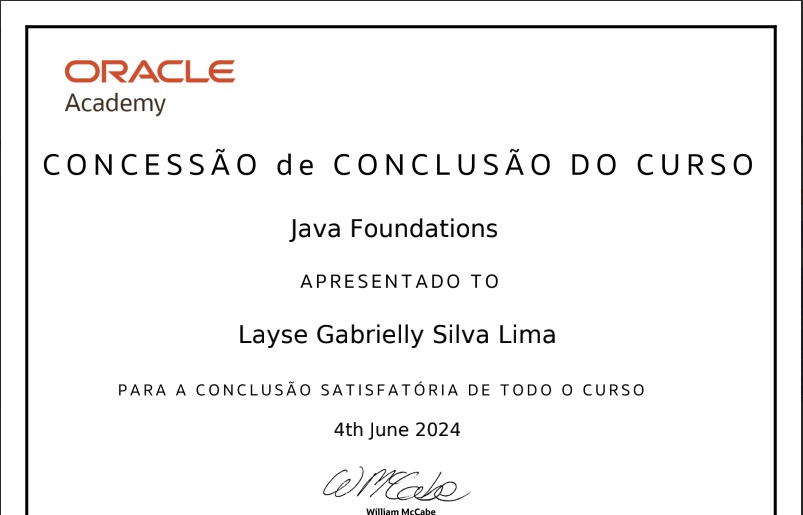 ORACLE
Academy
CONCESSÃO de CONCLUSÃO DO CURSO
Java Foundations
APRESENTADO TO
Layse Gabrielly Silva Lima
PARA A CONCLUSÃO SATISFATÓRIA DE TODO O CURSO
4th June 2024
W McCabe
William McCabe